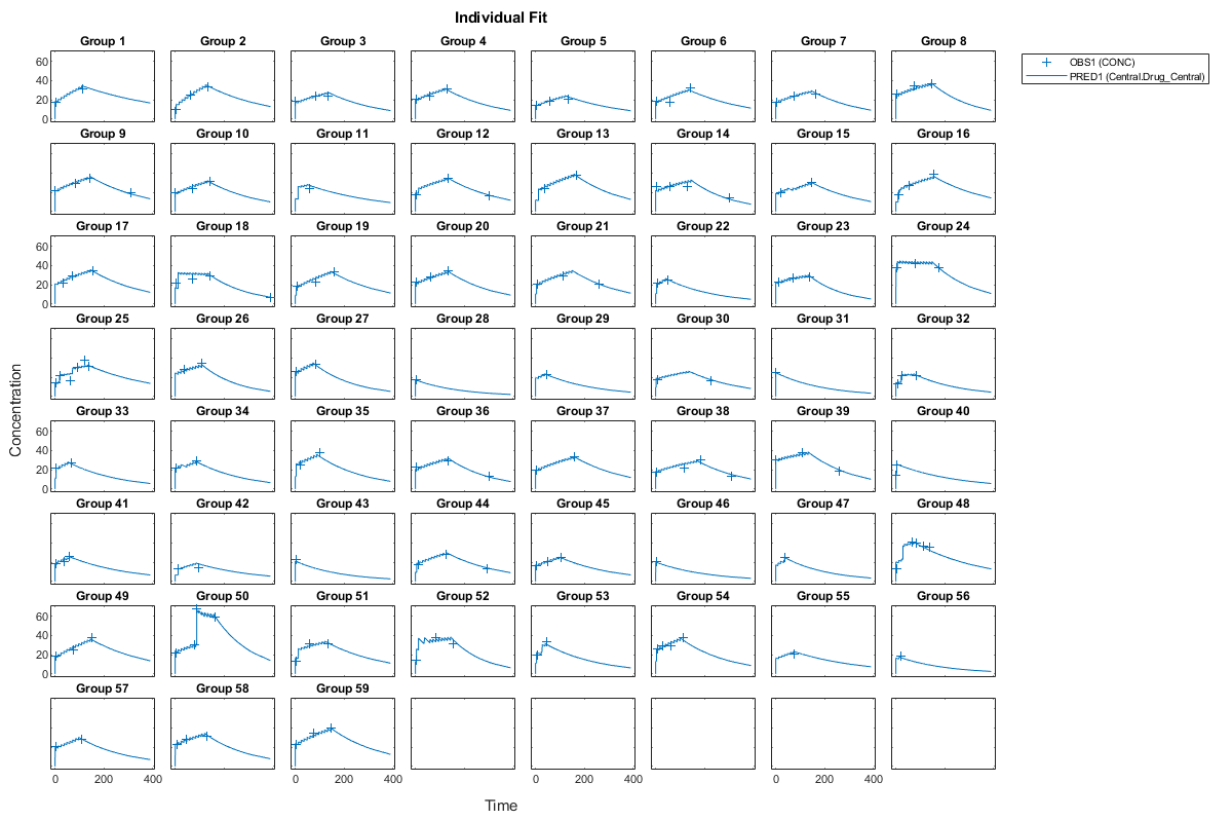 Individual Fit
Group 1 Group 2 Group 3 Group 4 Group 5 Group 6 Group 7 Group 8
OBS1 (CONC)
PRED1 (Central.Drug_Central)
60
40
20
0
Group 9 Group 10 Group 11 Group 12 Group 13 Group 14 Group 15 Group 16
Group 17 Group 18 Group 19 Group 20 Group 21 Group 22 Group 23 Group 24
60
40
20
0
Group 25 Group 26 Group 27 Group 28 Group 29 Group 30 Group 31 Group 32
Concentration
Group 33 Group 34 Group 35 Group 36 Group 37 Group 38 Group 39 Group 40
60
40
20
0
Group 41 Group 42 Group 43 Group 44 Group 45 Group 46 Group 47 Group 48
Group 49 Group 50 Group 51 Group 52 Group 53 Group 54 Group 55 Group 56
60
40
20
0
Group 57 Group 58 Group 59
0 200 400 0 200 400 0 200 400 0 200 400
Time